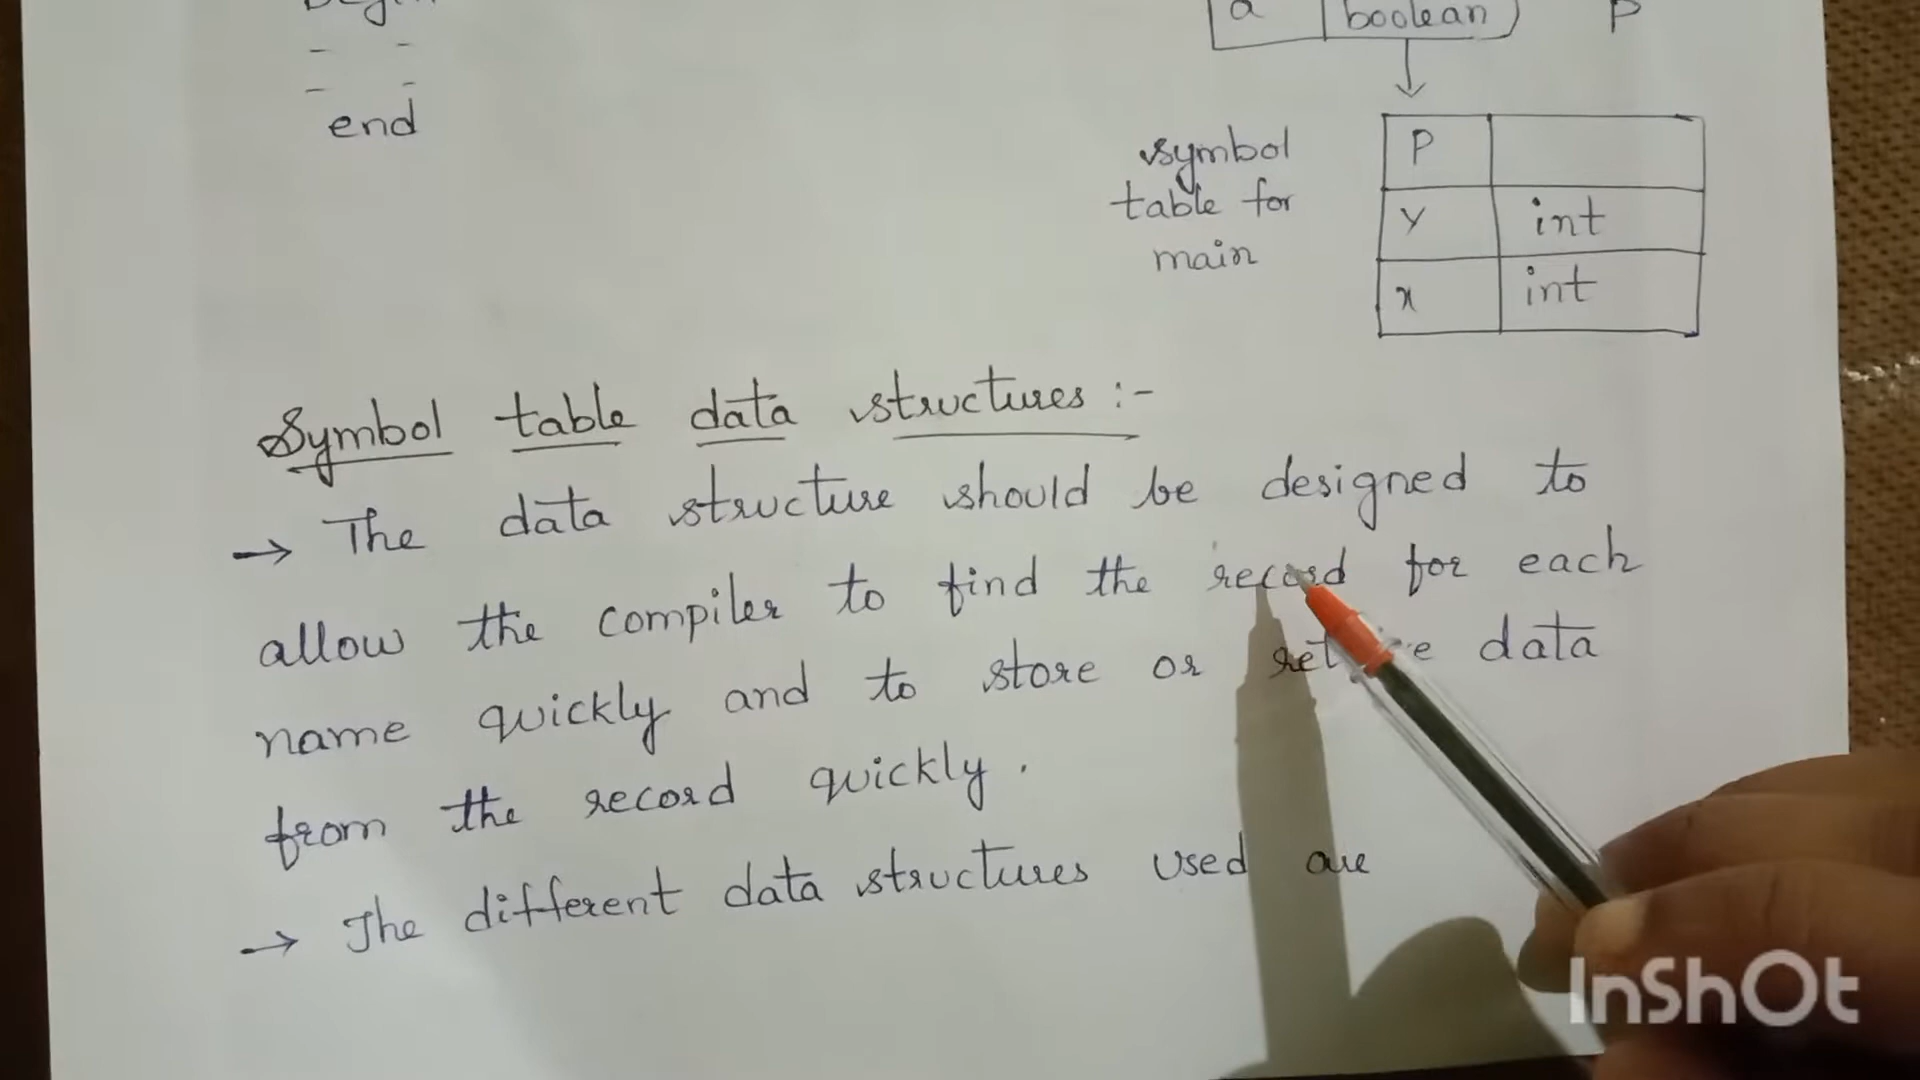 a boolean P
end
symbol
table for
main
P
y int
x int
Symbol table data structures :-
→ The data structure should be designed to
allow the compiler to find the record for each
name quickly and to store or data
from the record quickly.
→ The different data structures used are
InShOt